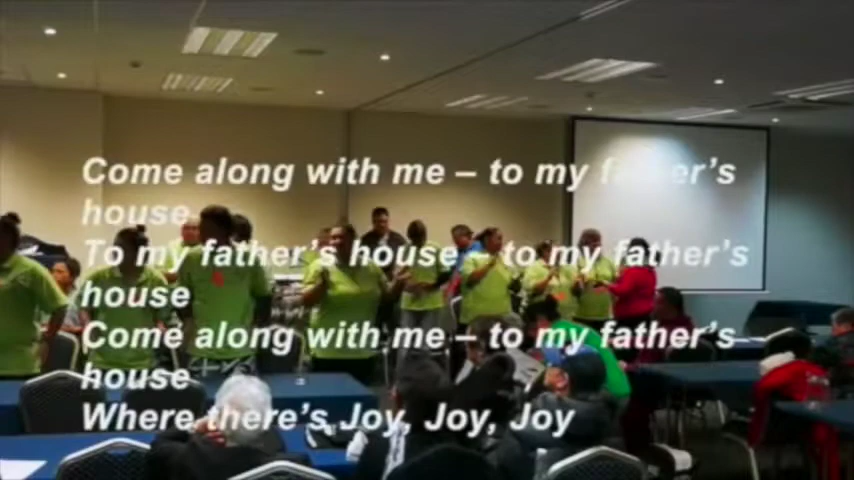 Come along with me – to my father's
house
To my father's house – to my father's
house
Come along with me – to my father's
house
Where there's Joy, Joy, Joy